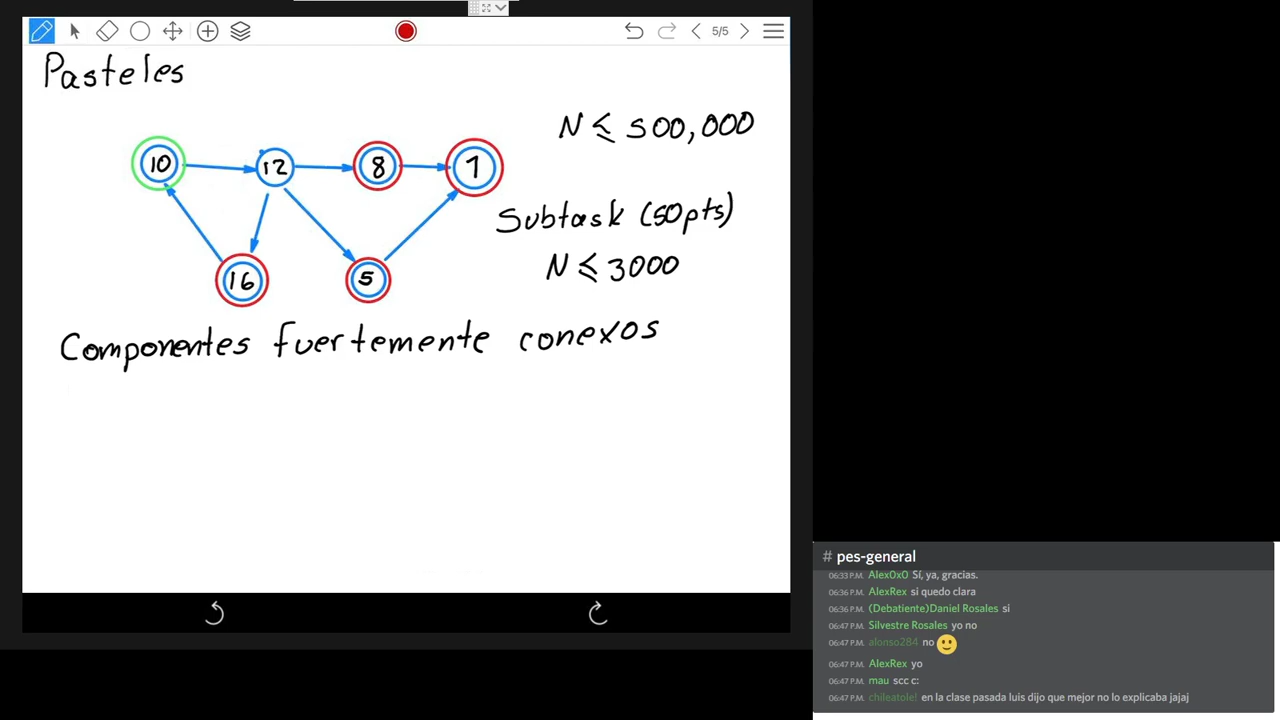 5/5
Pasteles
N ≤ 500,000
10 12 8 7
Subtask (50pts)
N ≤ 3000
16 5
Componentes fuertemente conexos
# pes-general
06:33 P.M. Alex0x0 Sí, ya, gracias.
06:36 P.M. AlexRex si quedo clara
06:36 P.M. (Debatiente)Daniel Rosales si
06:47 P.M. Silvestre Rosales yo no
06:47 P.M. alonso284 no 🙂
06:47 P.M. AlexRex yo
06:47 P.M. mau scc c:
06:47 P.M. chileatole! en la clase pasada luis dijo que mejor no lo explicaba jajaj